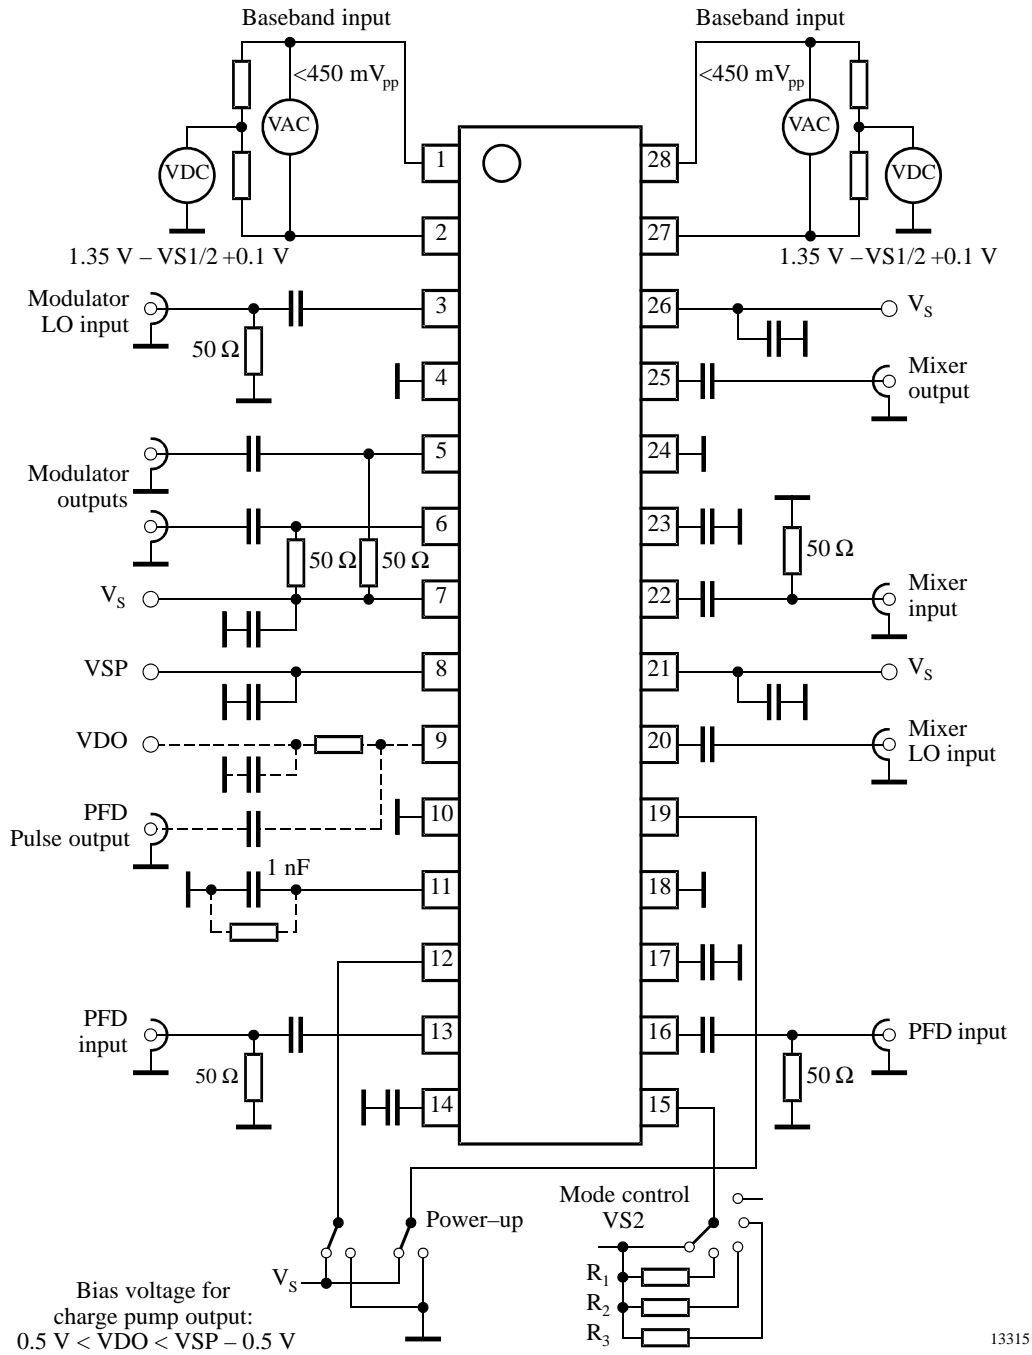 Baseband input
Baseband input
<450 mVpp
<450 mVpp
VAC
VAC
VDC
VDC
1
28
2
27
1.35 V – VS1/2 +0.1 V
1.35 V – VS1/2 +0.1 V
Modulator
LO input
50 Ω
3
26
VS
4
25
Mixer
output
5
24
Modulator
outputs
6
23
50 Ω
50 Ω
50 Ω
VS
7
22
Mixer
input
VSP
8
21
VS
VDO
9
20
Mixer
LO input
PFD
Pulse output
10
19
1 nF
11
18
12
17
PFD
input
13
16
PFD input
50 Ω
50 Ω
14
15
Power–up
Mode control
VS2
VS
R1
R2
R3
Bias voltage for
charge pump output:
0.5 V < VDO < VSP – 0.5 V
13315